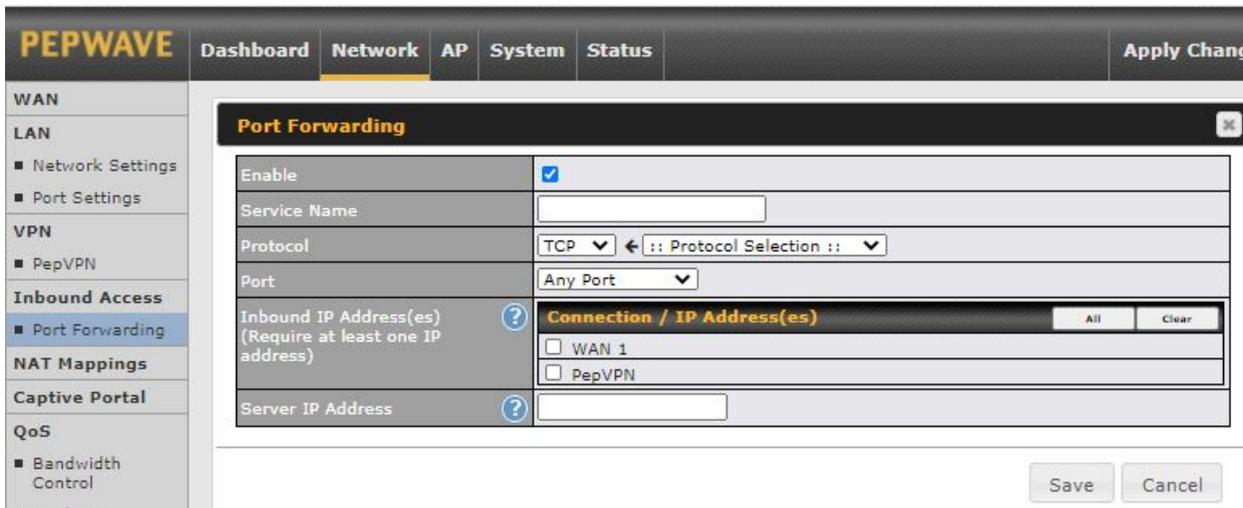 PEPWAVE
Dashboard Network AP System Status Apply Chang
WAN
LAN
Network Settings
Port Settings
VPN
PepVPN
Inbound Access
Port Forwarding
NAT Mappings
Captive Portal
QoS
Bandwidth
Control
Port Forwarding
Enable
Service Name
Protocol TCP :: Protocol Selection ::
Port Any Port
Inbound IP Address(es)
(Require at least one IP
address)
?
Connection / IP Address(es) All Clear
WAN 1
PepVPN
Server IP Address ?
Save Cancel